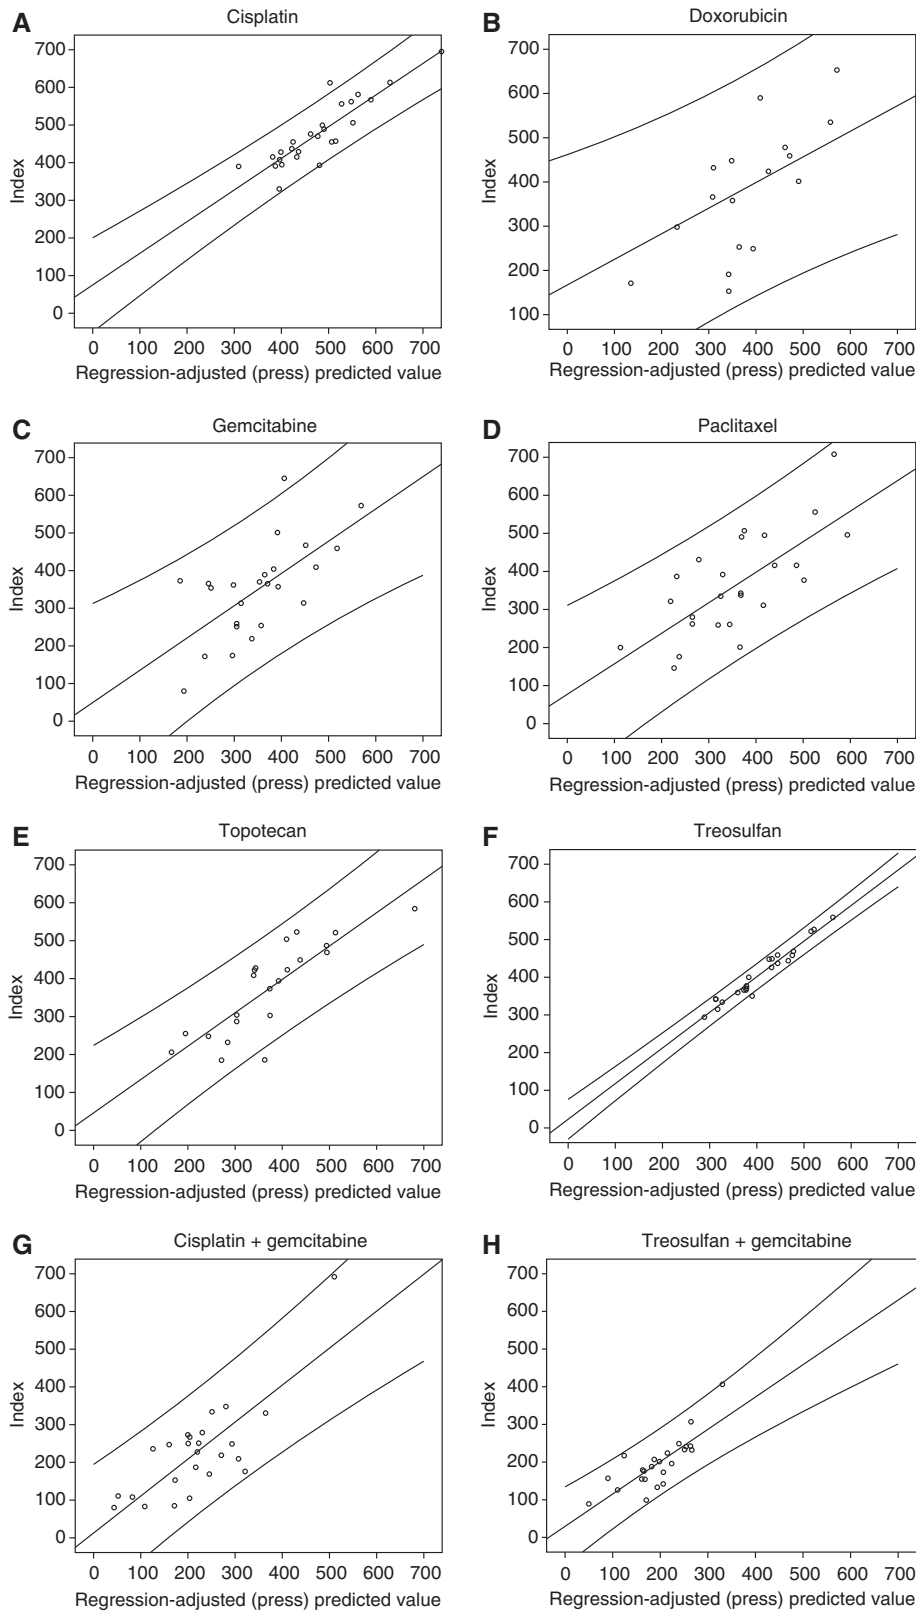 A Cisplatin
700
600
500
400
300
200
100
0
Index
0 100 200 300 400 500 600 700
Regression-adjusted (press) predicted value
B Doxorubicin
700
600
500
400
300
200
100
Index
0 100 200 300 400 500 600 700
Regression-adjusted (press) predicted value
C Gemcitabine
700
600
500
400
300
200
100
0
Index
0 100 200 300 400 500 600 700
Regression-adjusted (press) predicted value
D Paclitaxel
700
600
500
400
300
200
100
0
Index
0 100 200 300 400 500 600 700
Regression-adjusted (press) predicted value
E Topotecan
700
600
500
400
300
200
100
0
Index
0 100 200 300 400 500 600 700
Regression-adjusted (press) predicted value
F Treosulfan
700
600
500
400
300
200
100
0
Index
0 100 200 300 400 500 600 700
Regression-adjusted (press) predicted value
G Cisplatin + gemcitabine
700
600
500
400
300
200
100
0
Index
0 100 200 300 400 500 600 700
Regression-adjusted (press) predicted value
H Treosulfan + gemcitabine
700
600
500
400
300
200
100
0
Index
0 100 200 300 400 500 600 700
Regression-adjusted (press) predicted value